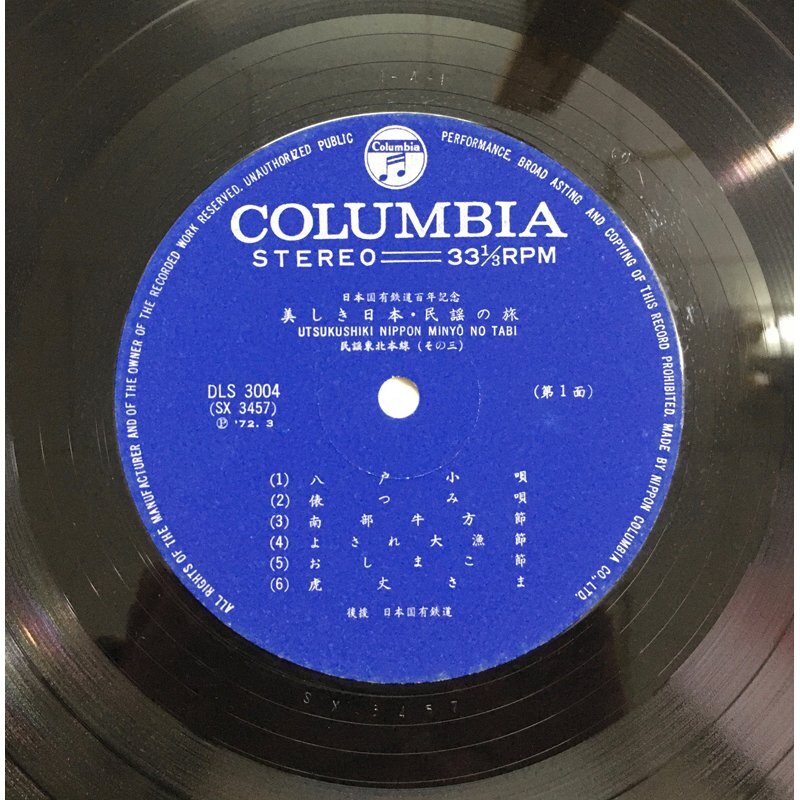 1-A-1
Columbia
COLUMBIA
STEREO 33⅓RPM
日本国有鉄道百年記念
美しき日本・民謡の旅
UTSUKUSHIKI NIPPON MINYŌ NO TABI
民謡東北本線（その三）
DLS 3004
(SX 3457)
Ⓟ '72. 3
（第1面）
(1) 八戸小唄
(2) 俵つみ唄
(3) 南部牛方節
(4) よされ大漁節
(5) おしまこ節
(6) 虎丈さま
後援 日本国有鉄道
ALL RIGHTS OF THE MANUFACTURER AND OF THE OWNER OF THE RECORDED WORK RESERVED. UNAUTHORIZED PUBLIC PERFORMANCE, BROAD ASTING AND COPYING OF THIS RECORD PROHIBITED. MADE BY NIPPON COLUMBIA CO., LTD.
SX 3457